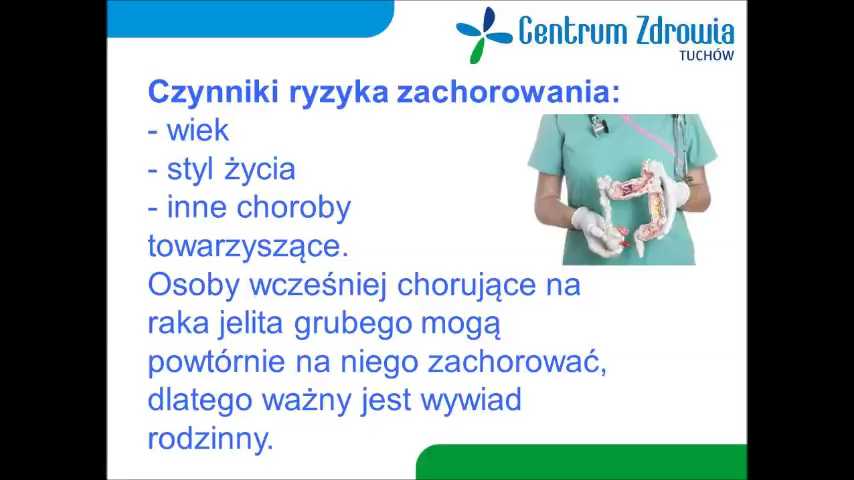 Centrum Zdrowia
TUCHÓW
Czynniki ryzyka zachorowania:
- wiek
- styl życia
- inne choroby
towarzyszące.
Osoby wcześniej chorujące na
raka jelita grubego mogą
powtórnie na niego zachorować,
dlatego ważny jest wywiad
rodzinny.